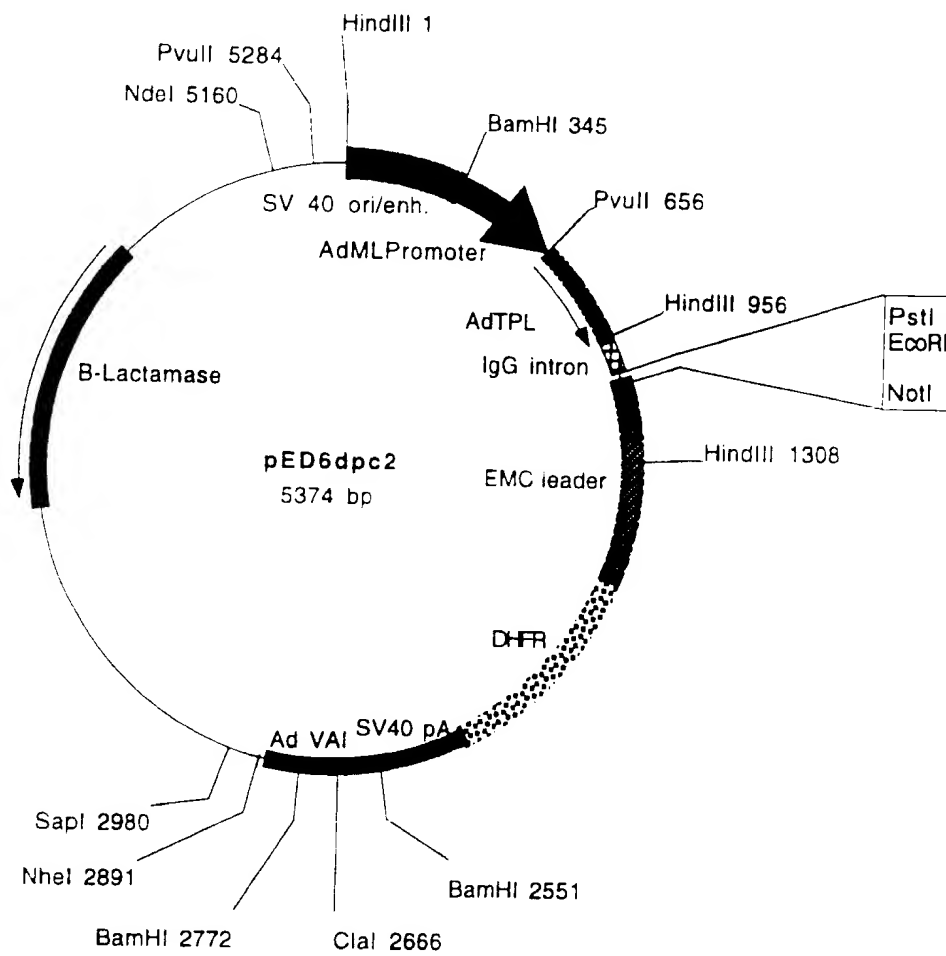 HindIII 1
PvuII 5284
NdeI 5160
BamHI 345
SV 40 ori/enh.
PvuII 656
AdMLPromoter
HindIII 956
AdTPL
PstI
EcoRI
IgG intron
B-Lactamase
NotI
pED6dpc2
HindIII 1308
EMC leader
5374 bp
DHFR
SV40 pA
Ad VAI
SapI 2980
NheI 2891
BamHI 2551
BamHI 2772
ClaI 2666